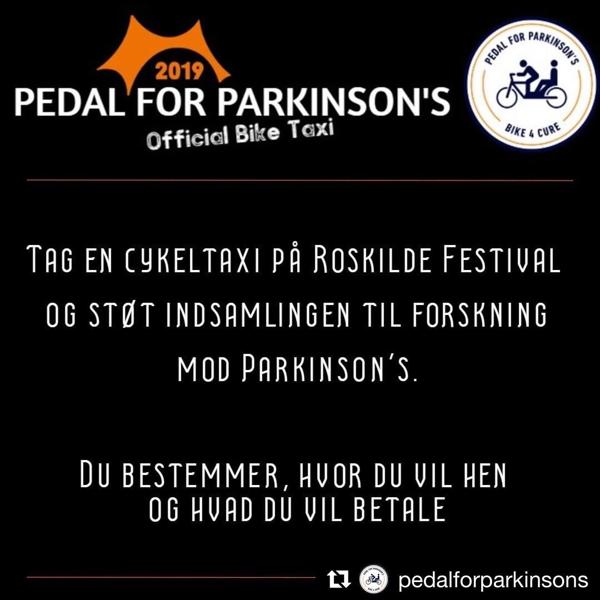 2019
PEDAL FOR PARKINSON'S
Official Bike Taxi
PEDAL FOR PARKINSON'S
BIKE 4 CURE
TAG EN CYKELTAXI PÅ ROSKILDE FESTIVAL
OG STØT INDSAMLINGEN TIL FORSKNING
MOD PARKINSON'S.
DU BESTEMMER, HVOR DU VIL HEN
OG HVAD DU VIL BETALE
pedalforparkinsons